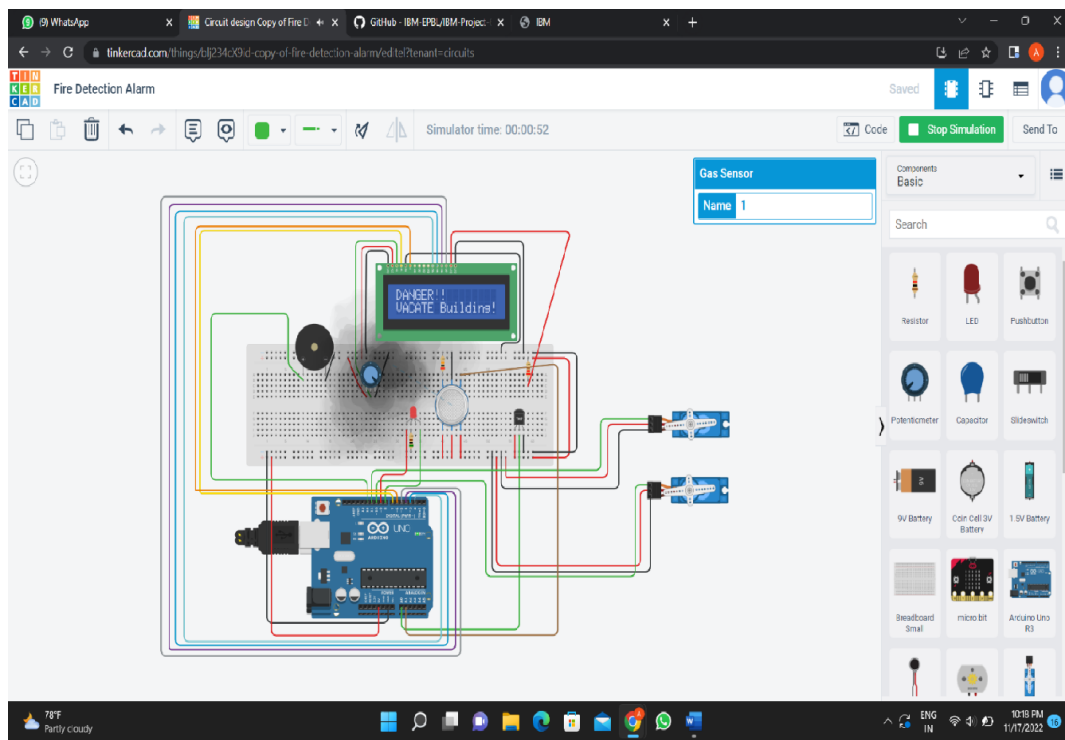 (9) WhatsApp
Circuit design Copy of Fire D
GitHub - IBM-EPBL/IBM-Project-
IBM
tinkercad.com/things/blj234cX9id-copy-of-fire-detection-alarm/editel?tenant=circuits
TIN
KER
CAD
Fire Detection Alarm
Saved
Simulator time: 00:00:52
Code
Stop Simulation
Send To
Gas Sensor
Name 1
Components
Basic
Search
DANGER!!
VACATE Building!
Resistor
LED
Pushbutton
Potentiometer
Capacitor
Slideswitch
9V Battery
Coin Cell 3V
Battery
1.5V Battery
Breadboard
Small
micro:bit
Arduino Uno
R3
UNO
ARDUINO
78°F
Partly cloudy
ENG
IN
10:18 PM
11/17/2022
16